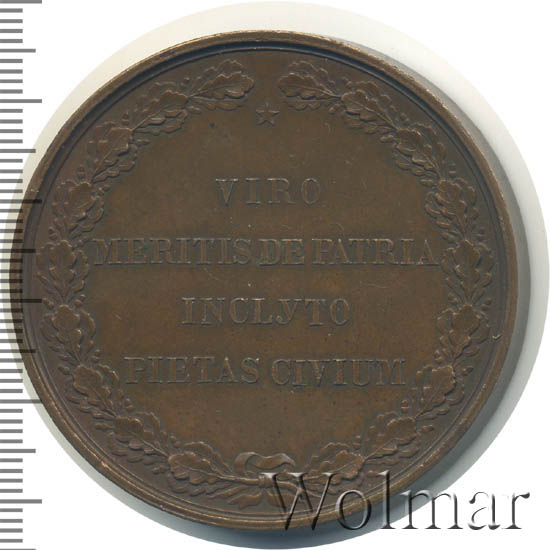 VIRO
MERITIS DE PATRIA
INCLYTO
PIETAS CIVIUM
Wolmar